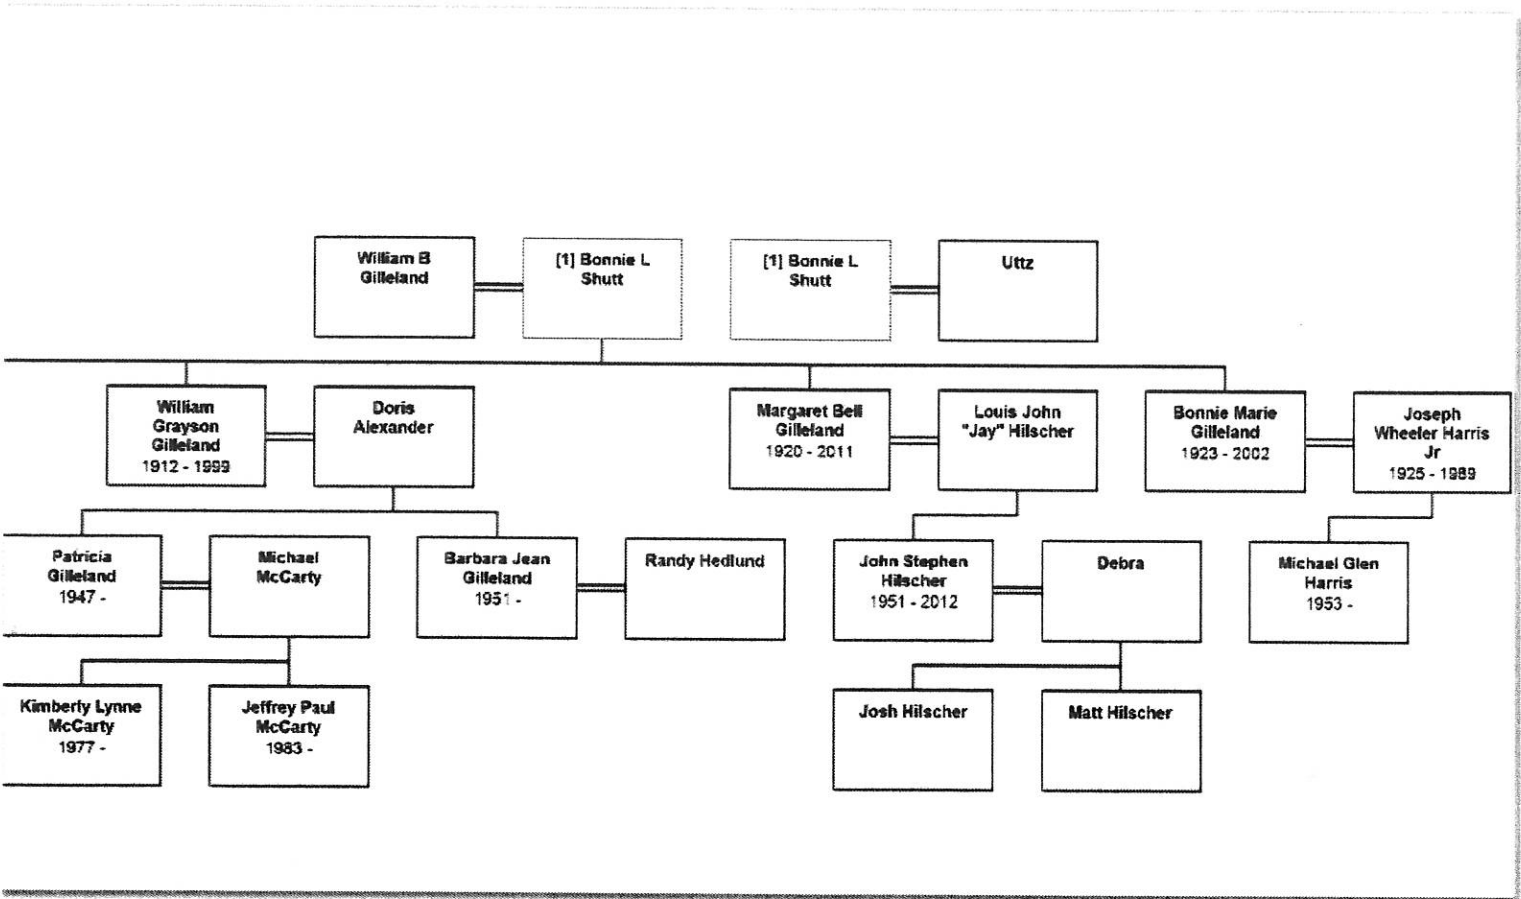 William B
Gilleland
[1] Bonnie L
Shutt
[1] Bonnie L
Shutt
Uttz
William
Grayson
Gilleland
1912 - 1999
Doris
Alexander
Margaret Bell
Gilleland
1920 - 2011
Louis John
"Jay" Hilscher
Bonnie Marie
Gilleland
1923 - 2002
Joseph
Wheeler Harris
Jr
1925 - 1989
Patricia
Gilleland
1947 -
Michael
McCarty
Barbara Jean
Gilleland
1951 -
Randy Hedlund
John Stephen
Hilscher
1951 - 2012
Debra
Michael Glen
Harris
1953 -
Kimberly Lynne
McCarty
1977 -
Jeffrey Paul
McCarty
1983 -
Josh Hilscher
Matt Hilscher